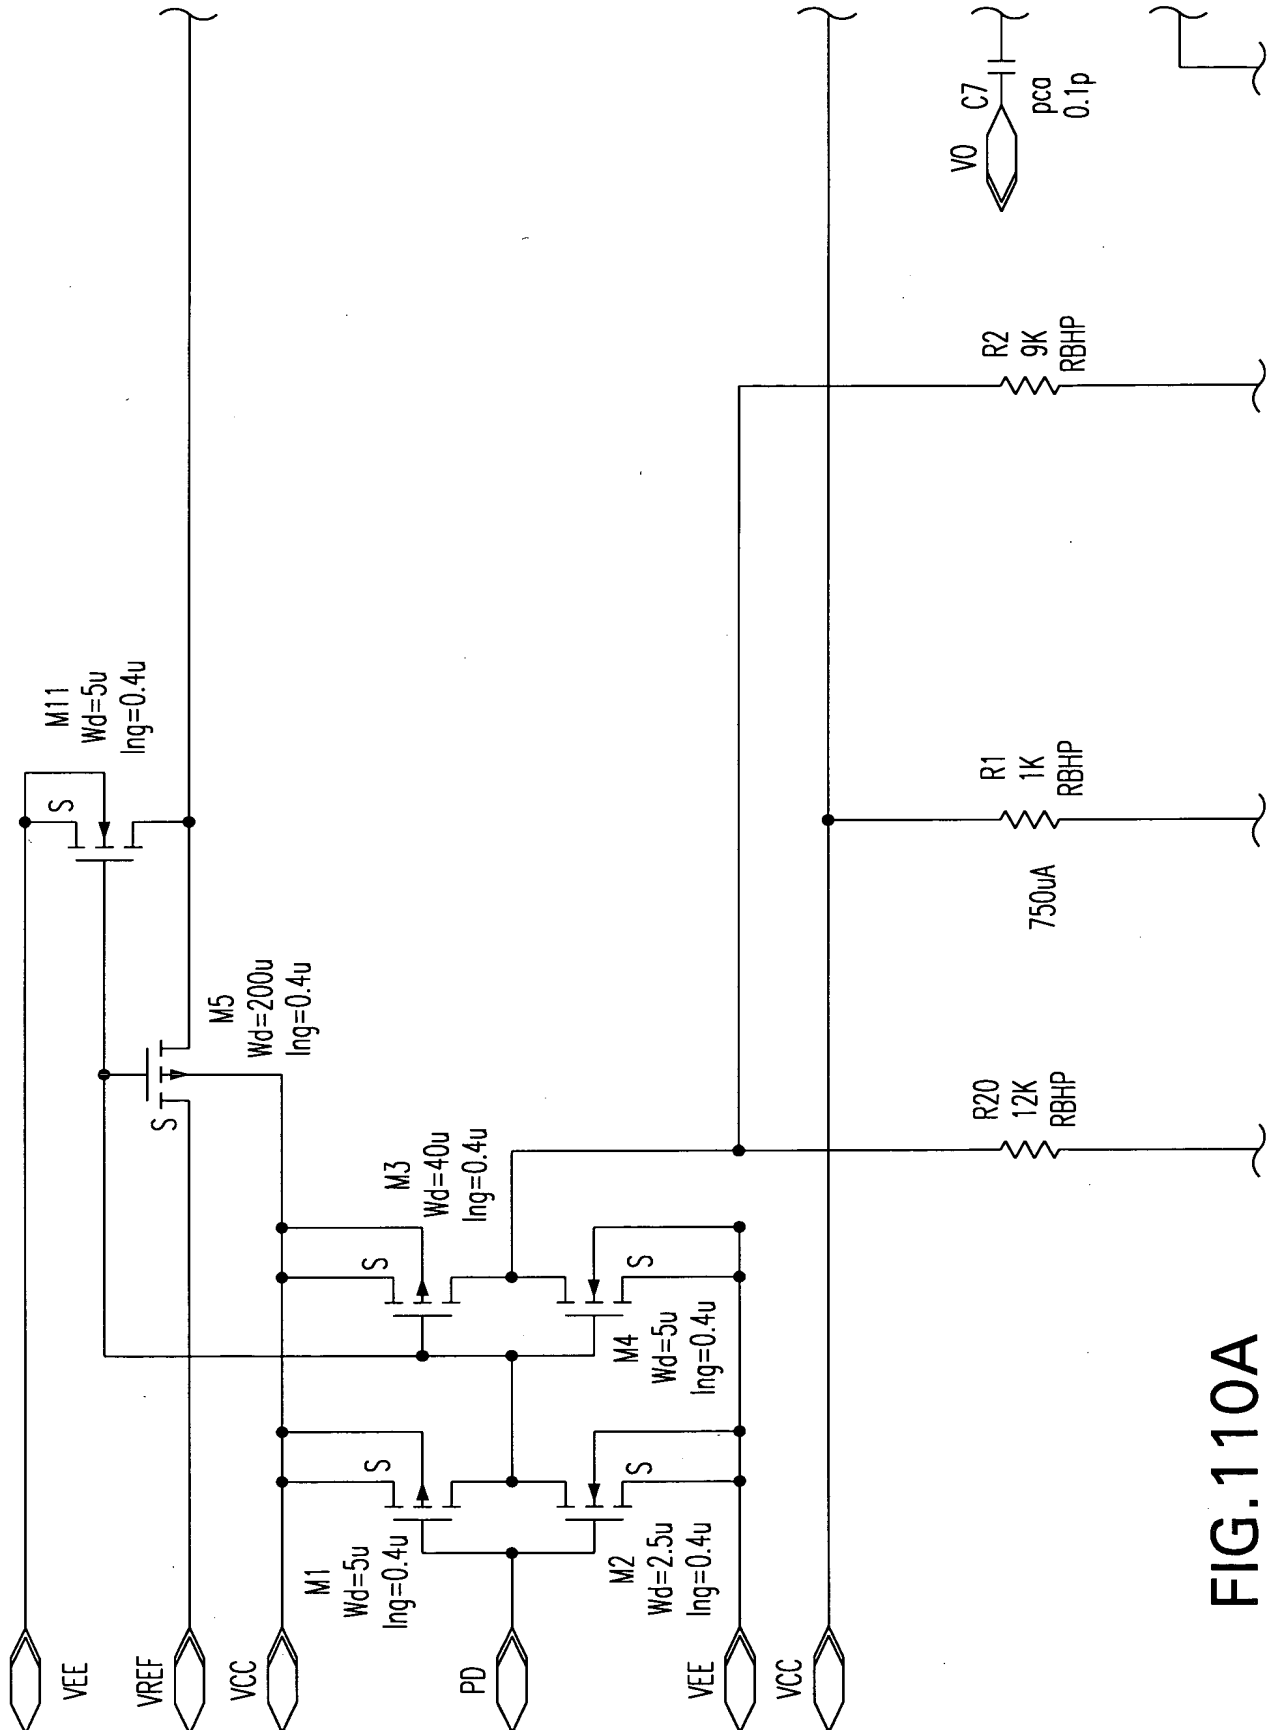 VEE
VREF
VCC
PD
VEE
VCC
M11
Wd=5u
lng=0.4u
S
M5
Wd=200u
lng=0.4u
S
M3
Wd=40u
lng=0.4u
S
M4
Wd=5u
lng=0.4u
S
M1
Wd=5u
lng=0.4u
S
M2
Wd=2.5u
lng=0.4u
S
R20
12K
RBHP
750uA
R1
1K
RBHP
R2
9K
RBHP
VO
C7
pca
0.1p
FIG.110A